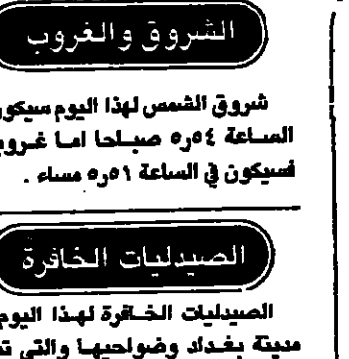 الشروق والغروب
شروق الشمس لهذا اليوم سيكون
الساعة ٥٤ر٥ صباحا اما غروب
فسيكون في الساعة ٥١ر٥ مساء .
الصيدليات الخافرة
الصيدليات الخافرة لهذا اليوم
مدينة بغداد وضواحيها والتي